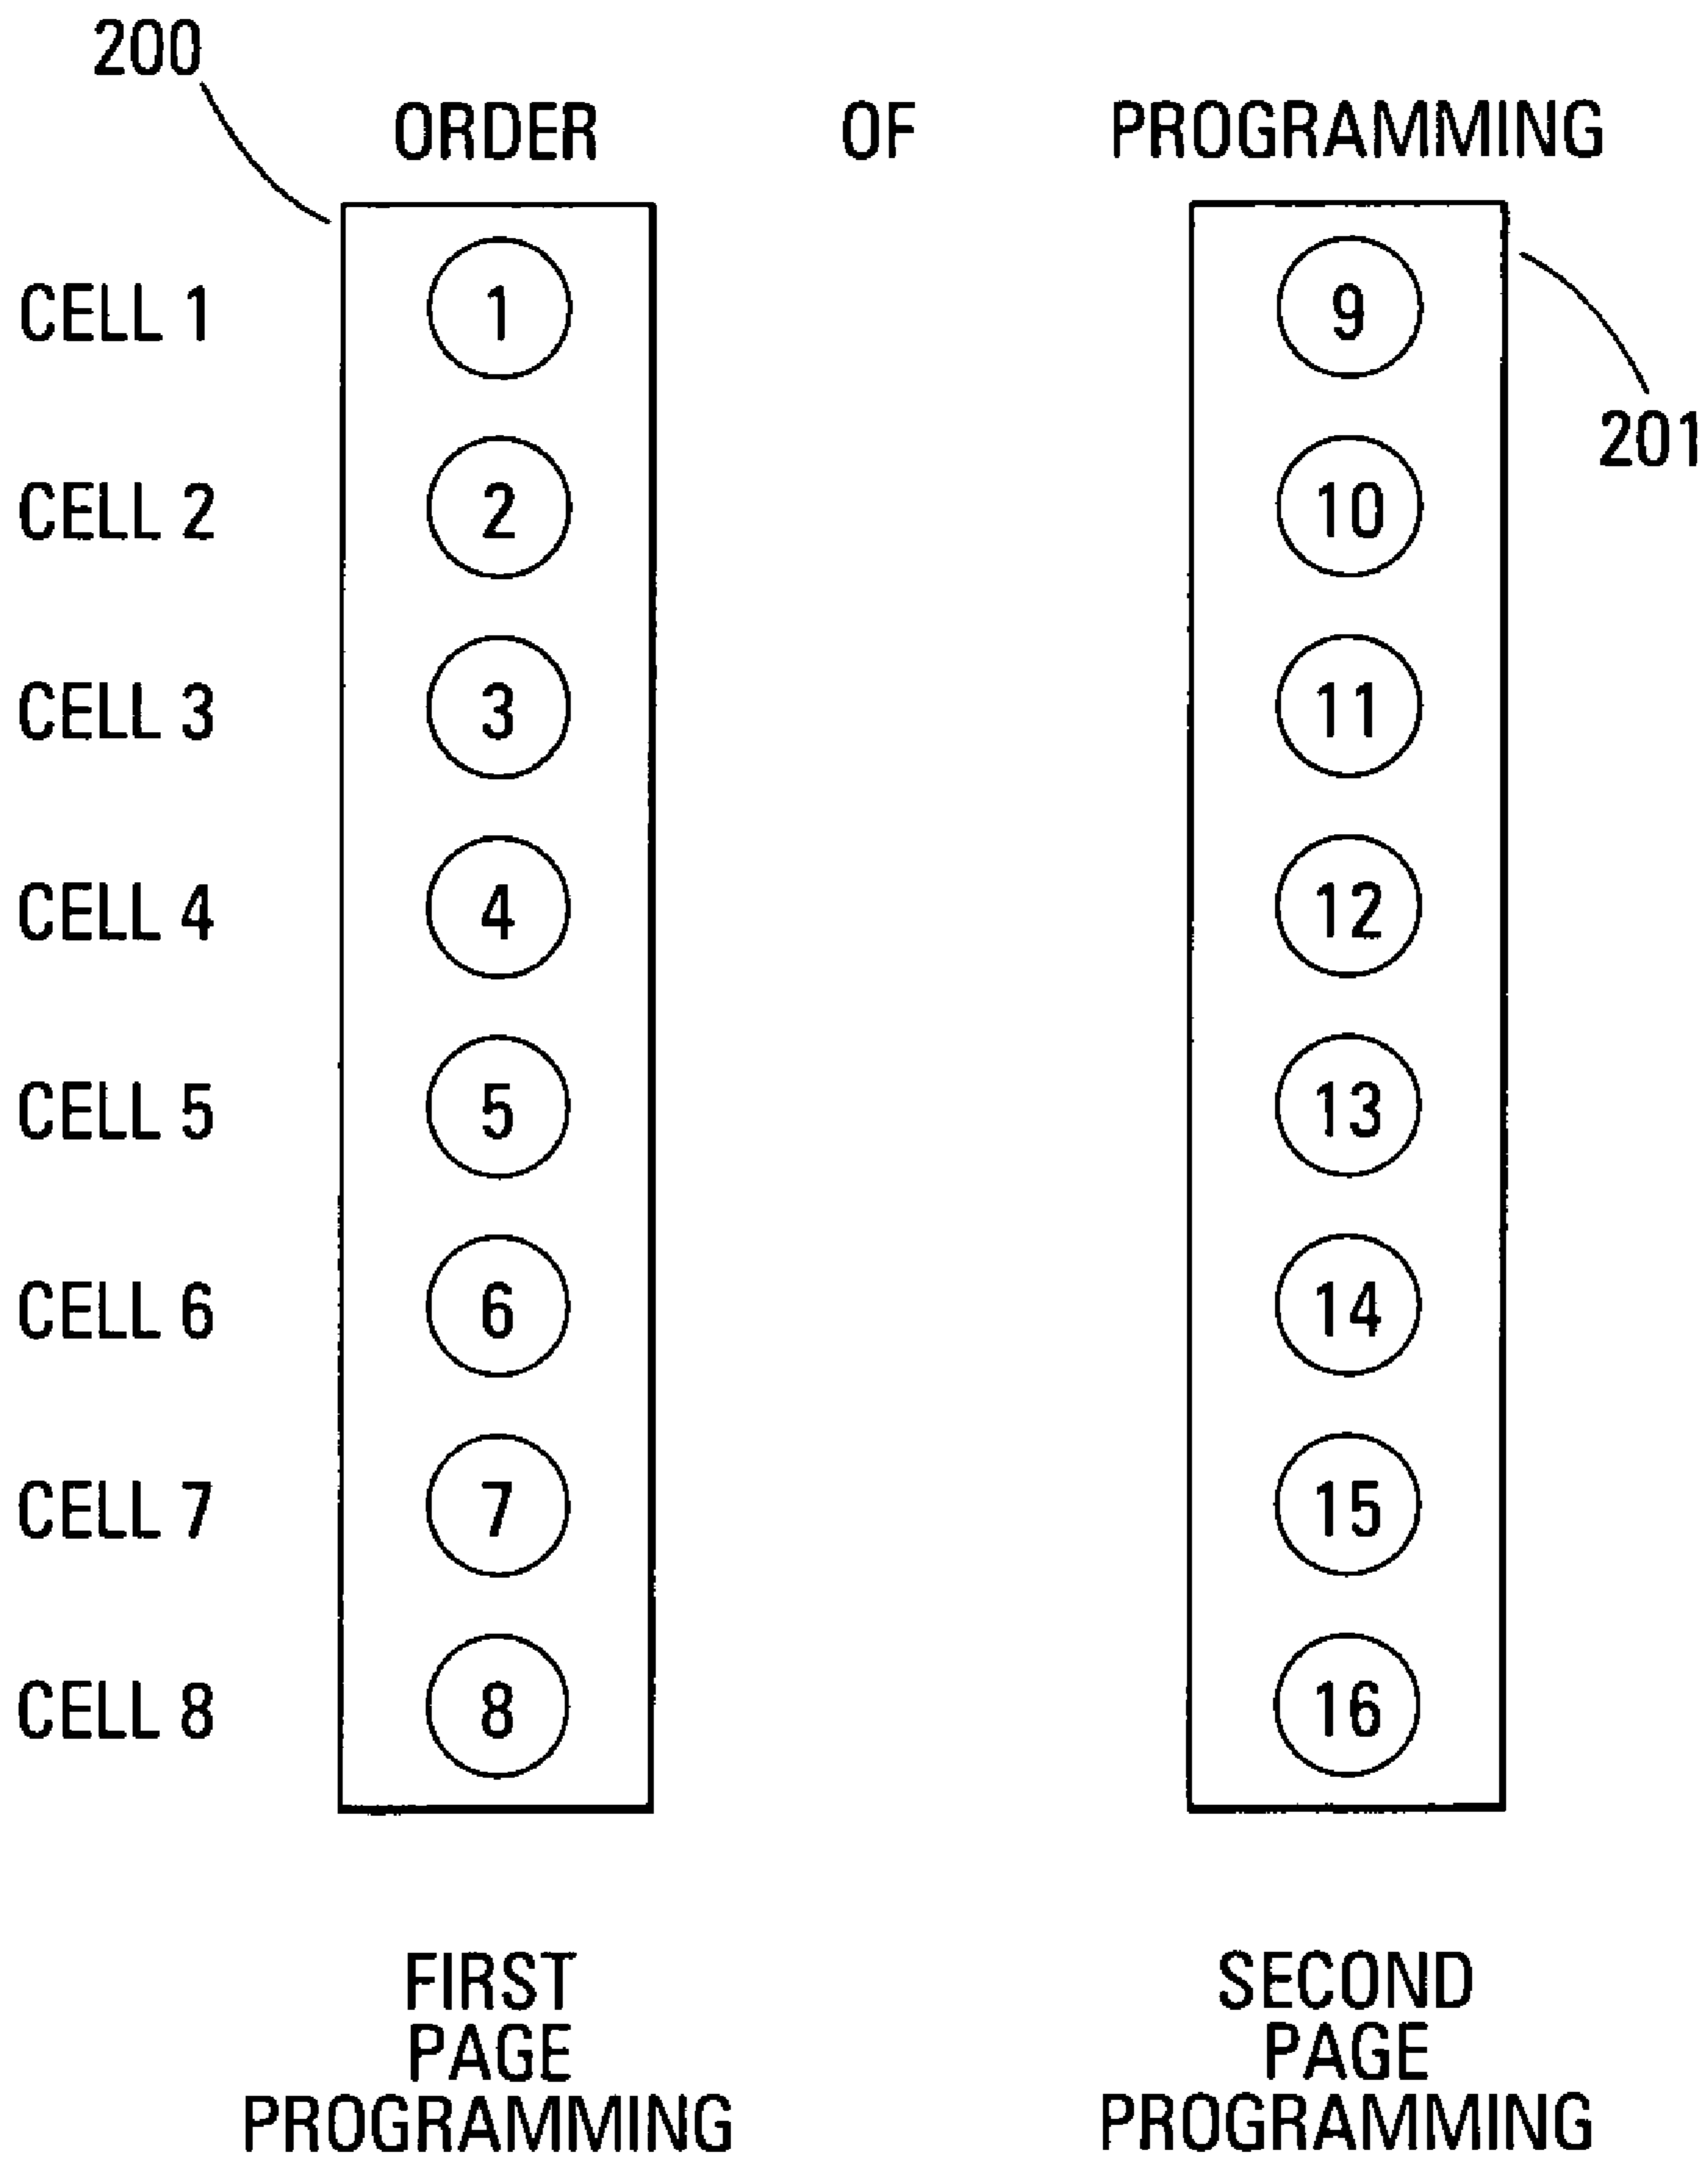 200
ORDER OF PROGRAMMING
CELL 1 1 9
201
CELL 2 2 10
CELL 3 3 11
CELL 4 4 12
CELL 5 5 13
CELL 6 6 14
CELL 7 7 15
CELL 8 8 16
FIRST
PAGE
PROGRAMMING
SECOND
PAGE
PROGRAMMING